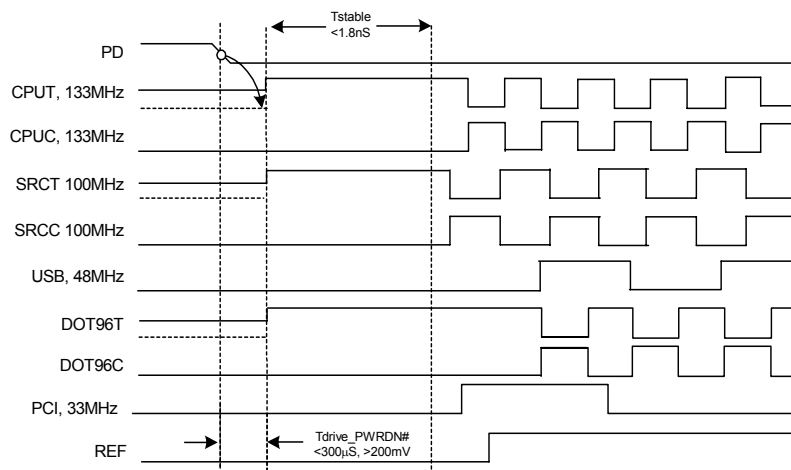 Tstable
<1.8nS
PD
CPUT, 133MHz
CPUC, 133MHz
SRCT 100MHz
SRCC 100MHz
USB, 48MHz
DOT96T
DOT96C
PCI, 33MHz
Tdrive_PWRDN#
<300µS, >200mV
REF